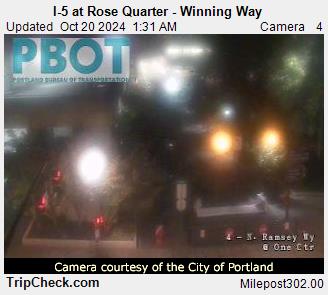 I-5 at Rose Quarter - Winning Way
Updated Oct 20 2024 1:31 AM Camera 4
PBOT
PORTLAND BUREAU OF TRANSPORTATION
4 - N. Ramsey Wy
@ One Ctr
Camera courtesy of the City of Portland
TripCheck.com Milepost302.00